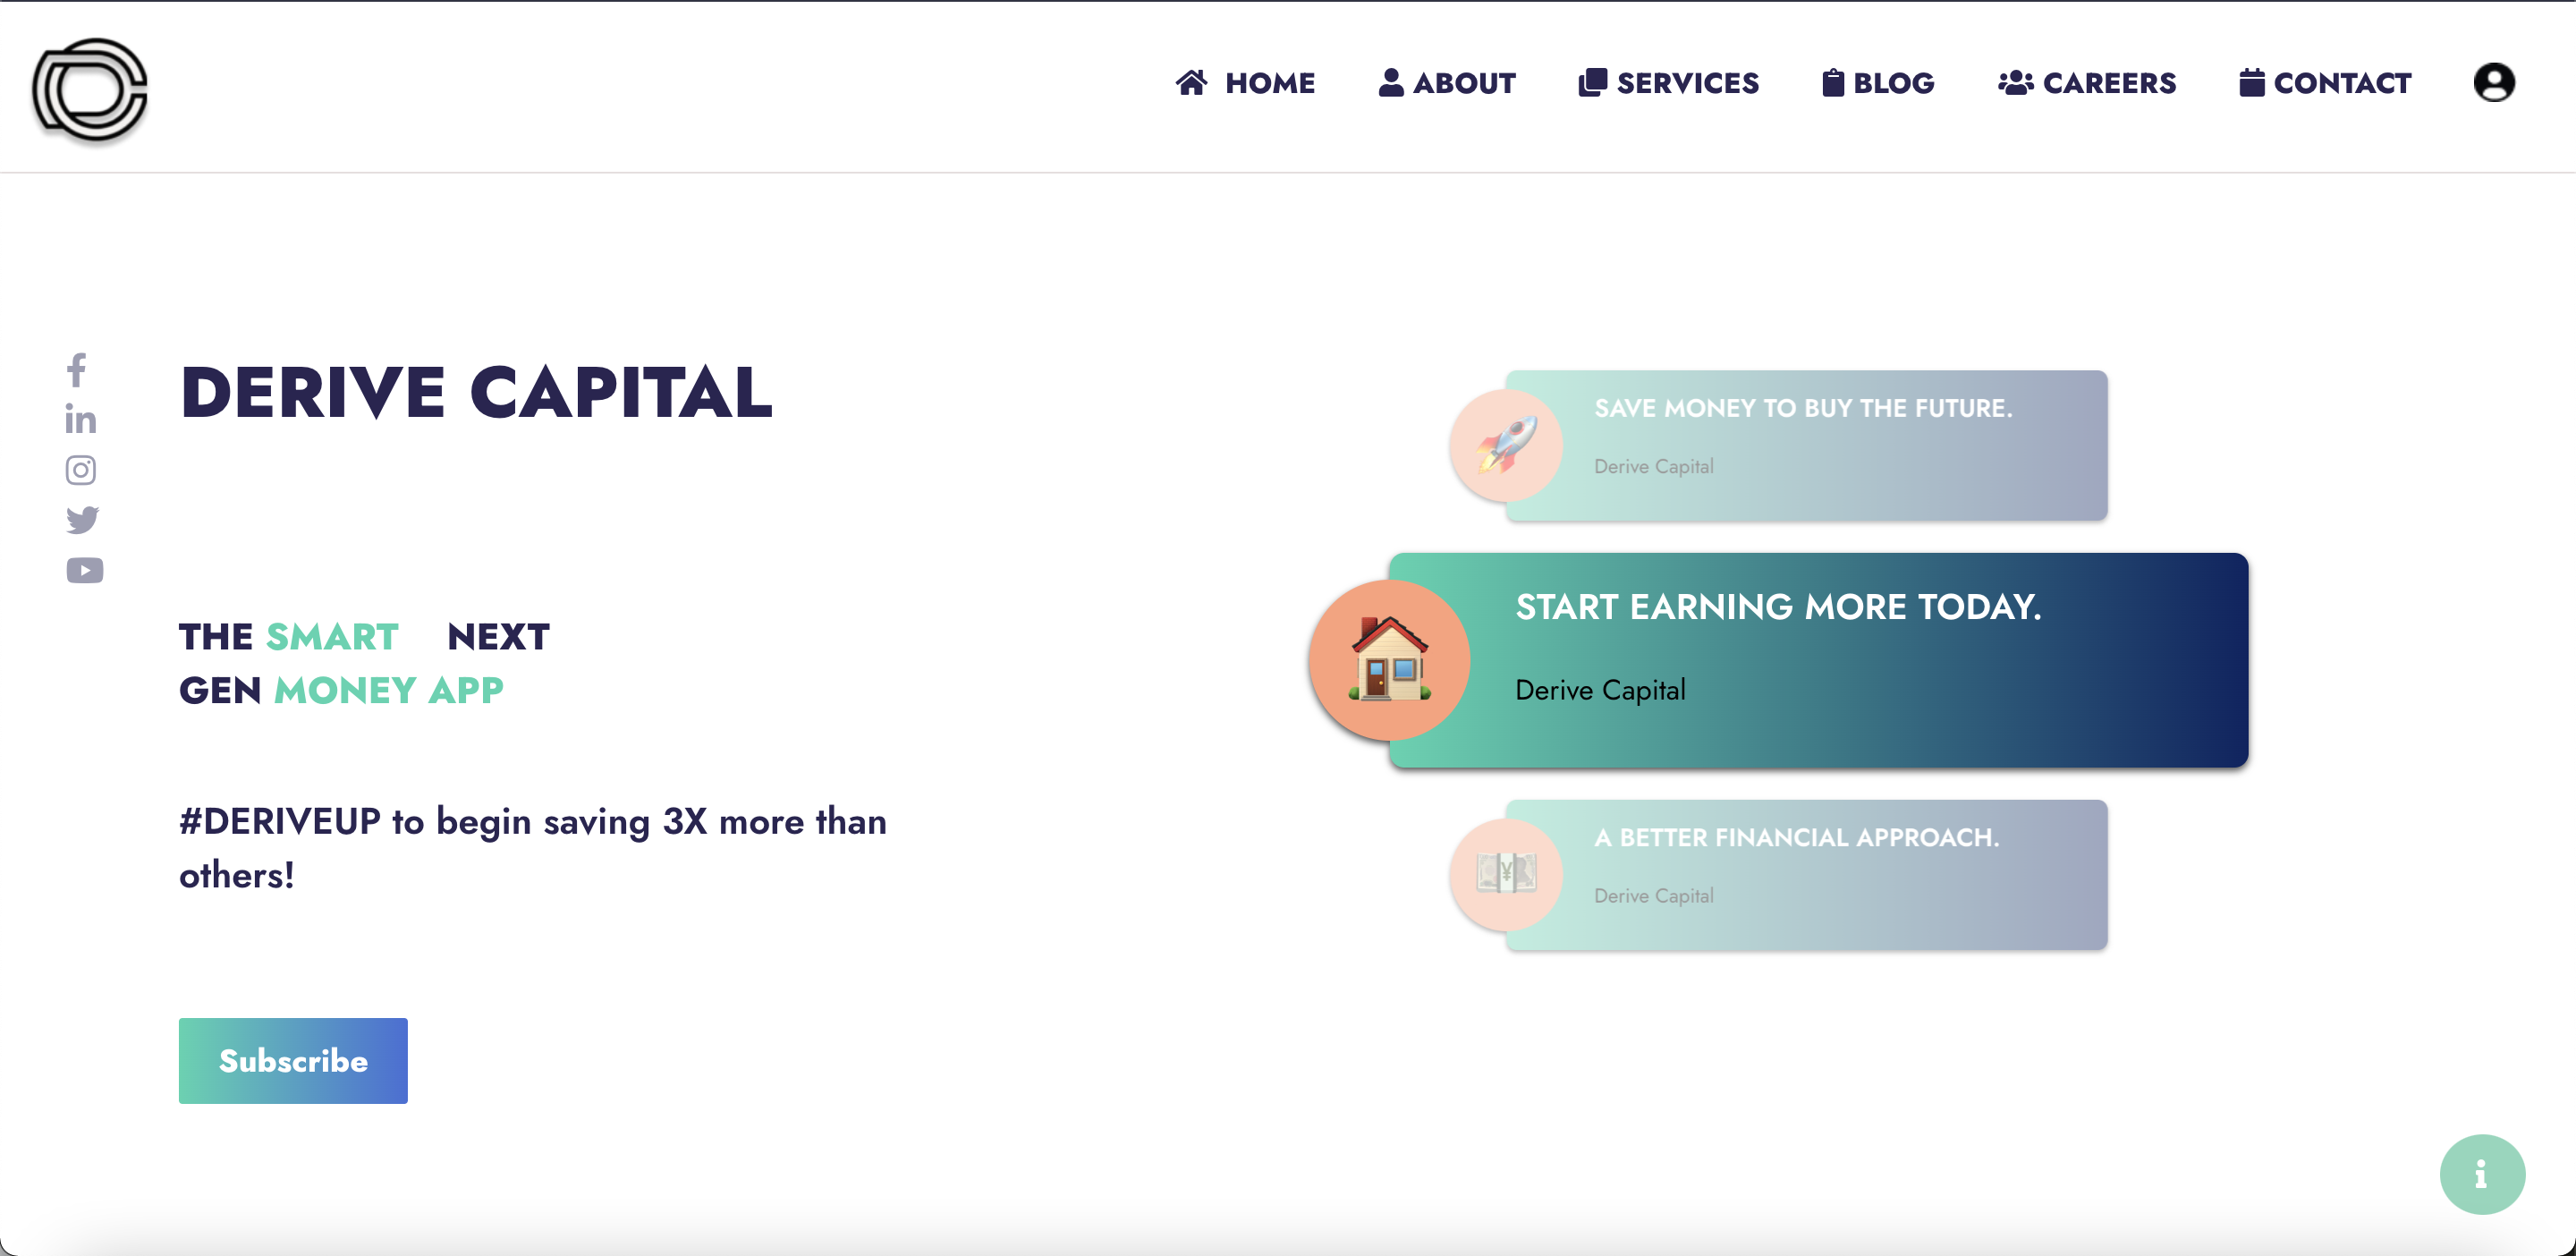 HOME ABOUT SERVICES BLOG CAREERS CONTACT
DERIVE CAPITAL
THE SMART NEXT
GEN MONEY APP
#DERIVEUP to begin saving 3X more than
others!
Subscribe
SAVE MONEY TO BUY THE FUTURE.
Derive Capital
START EARNING MORE TODAY.
Derive Capital
A BETTER FINANCIAL APPROACH.
Derive Capital